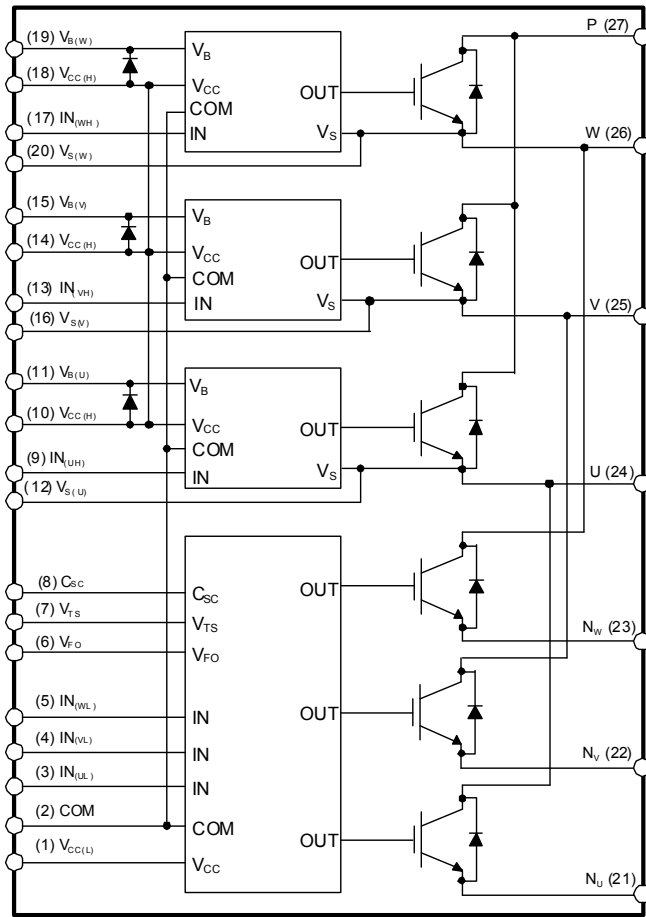 (19) VB(W)
VB
P (27)
(18) VCC(H)
VCC
OUT
COM
(17) IN(WH)
IN
VS
W (26)
(20) VS(W)
(15) VB(V)
VB
(14) VCC(H)
VCC
OUT
COM
(13) IN(VH)
IN
VS
V (25)
(16) VS(V)
(11) VB(U)
VB
(10) VCC(H)
VCC
OUT
COM
(9) IN(UH)
IN
VS
U (24)
(12) VS(U)
(8) CSC
CSC
OUT
(7) VTS
VTS
NW (23)
(6) VFO
VFO
(5) IN(WL)
IN
OUT
(4) IN(VL)
IN
NV (22)
(3) IN(UL)
IN
(2) COM
COM
OUT
(1) VCC(L)
VCC
NU (21)